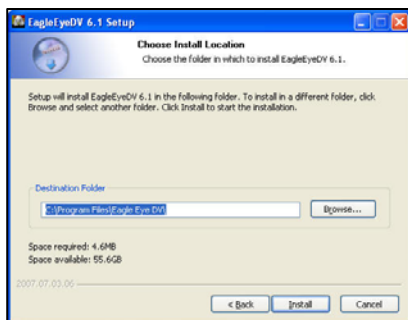 EagleEyeDV 6.1 Setup
Choose Install Location
Choose the folder in which to install EagleEyeDV 6.1.
Setup will install EagleEyeDV 6.1 in the following folder. To install in a different folder, click
Browse and select another folder. Click Install to start the installation.
Destination Folder
C:\Program Files\Eagle Eye DV\
Browse...
Space required: 4.6MB
Space available: 55.6GB
2007.07.03.06
< Back
Install
Cancel